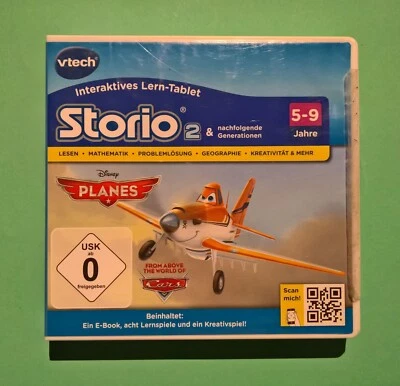 vtech
Interaktives Lern-Tablet
Storio® 2 & nachfolgende Generationen
5-9 Jahre
LESEN • MATHEMATIK • PROBLEMLÖSUNG • GEOGRAPHIE • KREATIVITÄT & MEHR
Disney
PLANES
USK
ab
0
freigegeben
FROM ABOVE
THE WORLD OF
Cars
Scan
mich!
Beinhaltet:
Ein E-Book, acht Lernspiele und ein Kreativspiel!